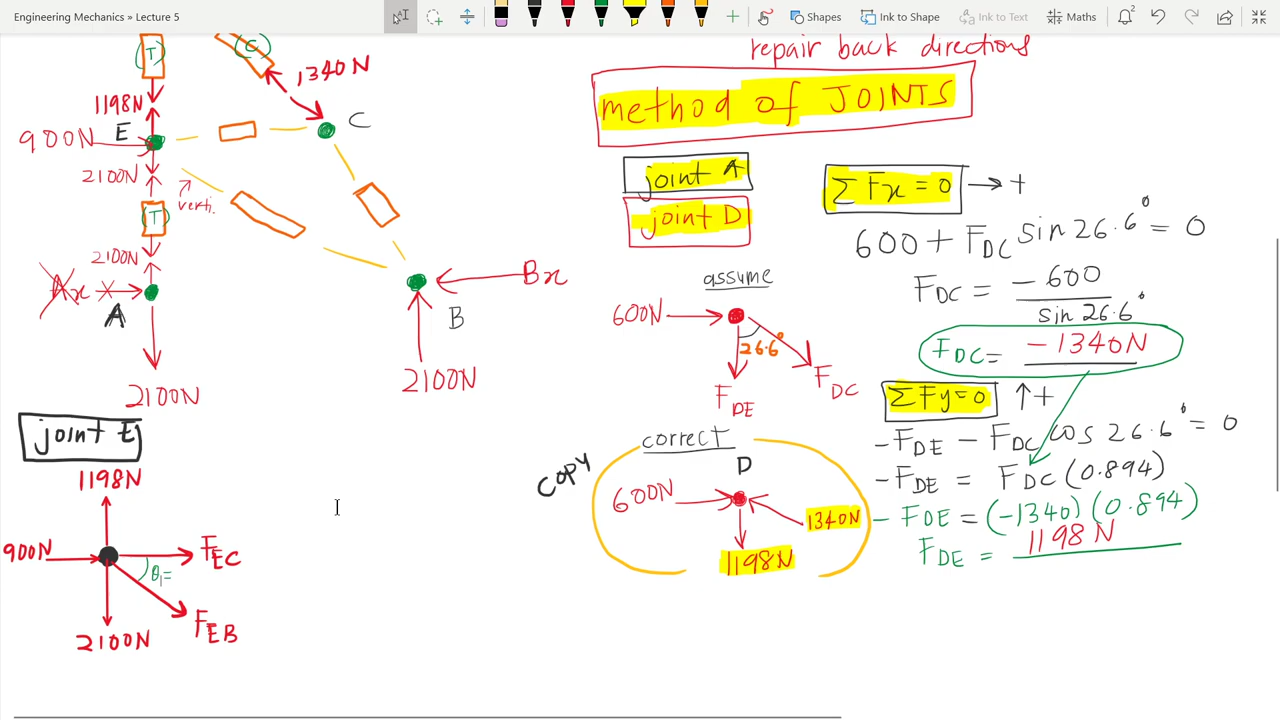 Engineering Mechanics » Lecture 5
Shapes
Ink to Shape
Ink to Text
Maths
repair back directions
method of JOINTS
(T)
(C)
1340N
1198N
900N
E
C
2100N
verti.
(T)
2100N
Ax
A
Bx
B
2100N
2100N
joint A
joint D
ΣFx = 0 → +
600 + FDC sin 26.6° = 0
FDC = -600 / sin 26.6°
FDC = -1340N
assume
600N
26.6°
FDE
FDC
ΣFy = 0 ↑+
-FDE - FDC cos 26.6° = 0
-FDE = FDC (0.894)
- FDE = (-1340) (0.894)
FDE = 1198 N
COPY
correct
D
600N
1340N
1198N
joint E
1198N
900N
FEC
θ1=
FEB
2100N